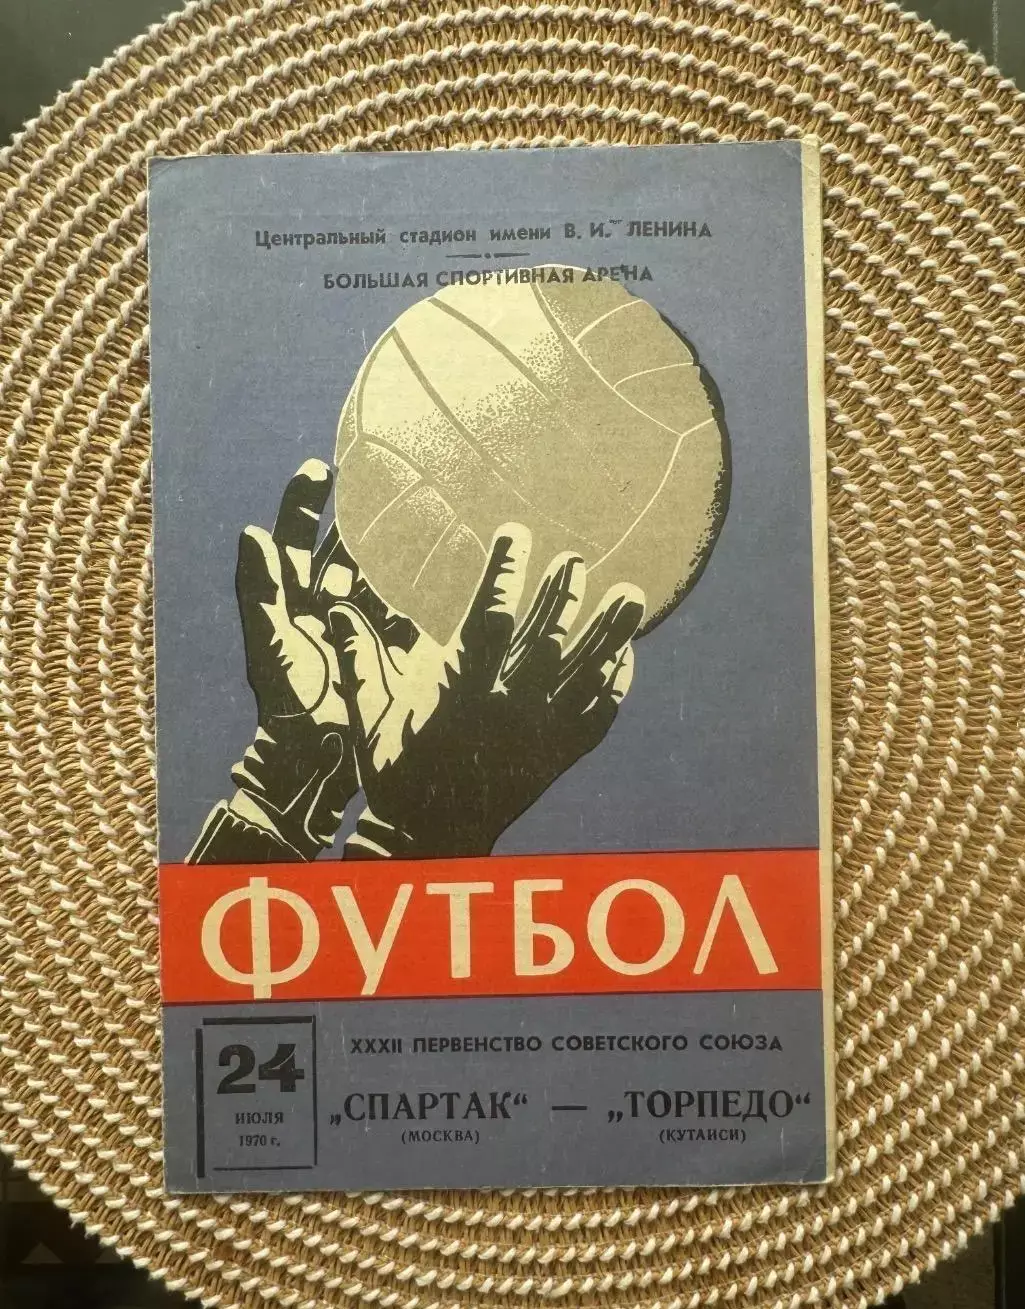 Центральный стадион имени В. И. ЛЕНИНА
БОЛЬШАЯ СПОРТИВНАЯ АРЕНА
ФУТБОЛ
24
ИЮЛЯ
1970 г.
XXXII ПЕРВЕНСТВО СОВЕТСКОГО СОЮЗА
„СПАРТАК“ — „ТОРПЕДО“
(МОСКВА) (КУТАИСИ)